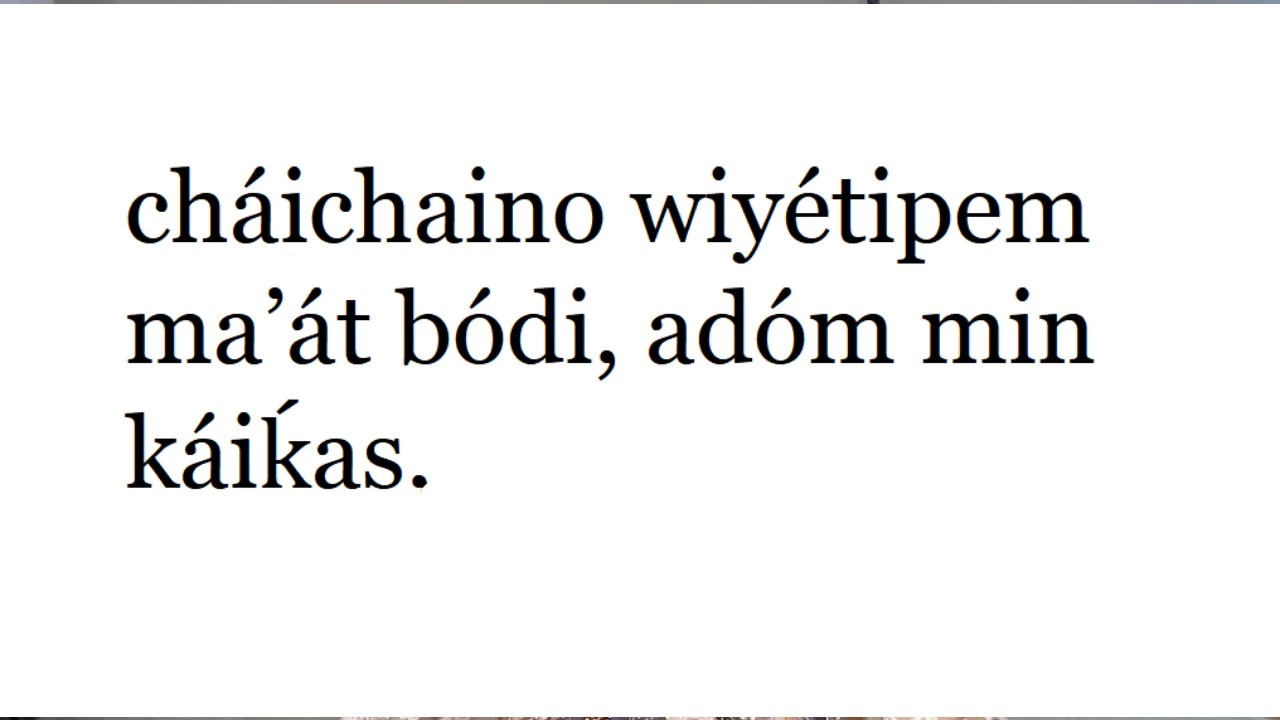 cháichaino wiyétipem
ma’át bódi, adóm min
káiḱas.